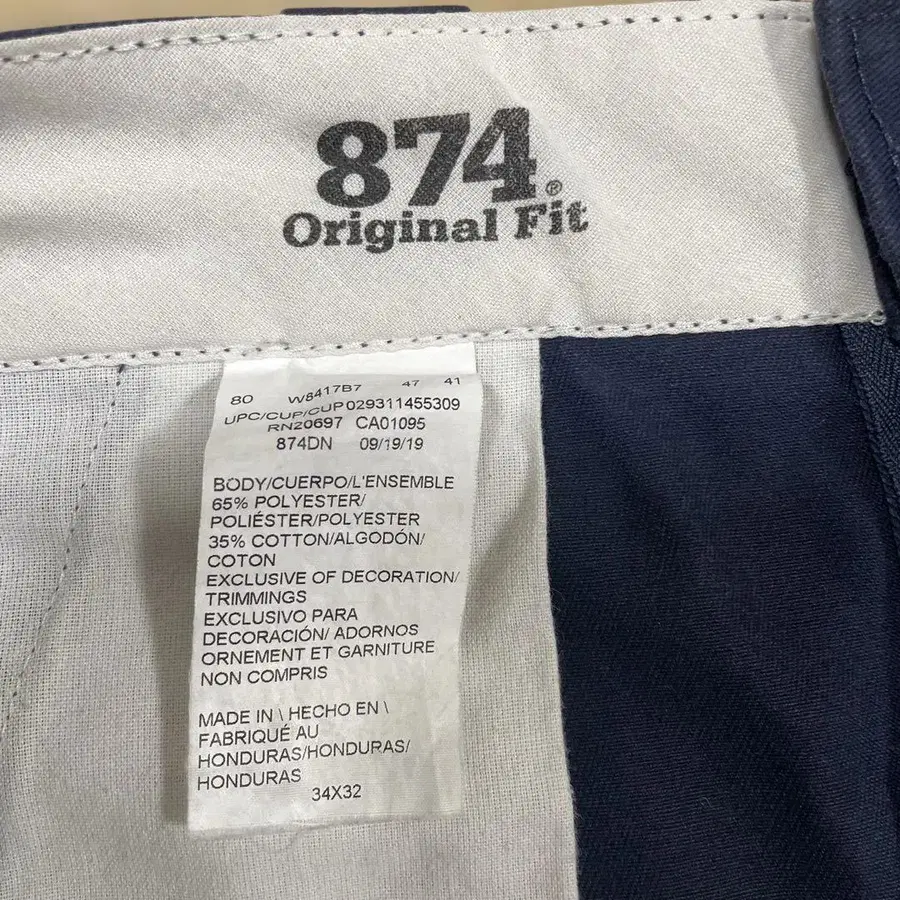 874®
Original Fit
80 W8417B7 47 41
UPC/CUP/CUP029311455309
RN20697 CA01095
874DN 09/19/19
BODY/CUERPO/L'ENSEMBLE
65% POLYESTER/
POLIÉSTER/POLYESTER
35% COTTON/ALGODÓN/
COTON
EXCLUSIVE OF DECORATION/
TRIMMINGS
EXCLUSIVO PARA
DECORACIÓN/ ADORNOS
ORNEMENT ET GARNITURE
NON COMPRIS
MADE IN \ HECHO EN \
FABRIQUÉ AU
HONDURAS/HONDURAS/
HONDURAS
34X32